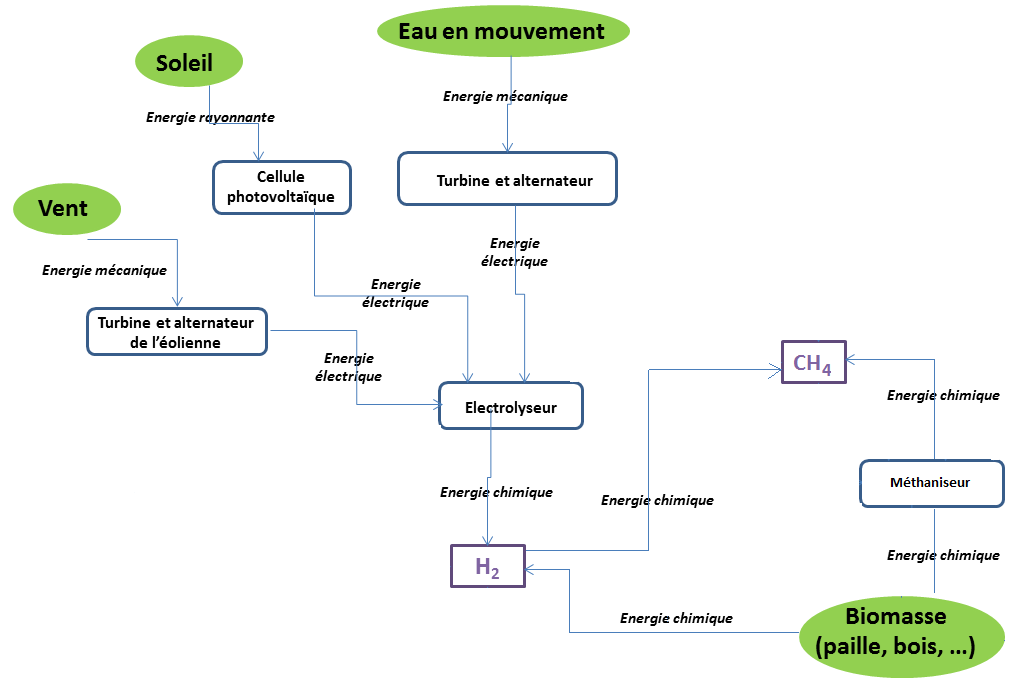 Eau en mouvement
Soleil
Energie mécanique
Energie rayonnante
Cellule
photovoltaïque
Turbine et alternateur
Vent
Energie
électrique
Energie mécanique
Energie
électrique
Turbine et alternateur
de l’éolienne
Energie
électrique
CH4
Energie chimique
Electrolyseur
Méthaniseur
Energie chimique
Energie chimique
Energie chimique
H2
Energie chimique
Biomasse
(paille, bois, ...)